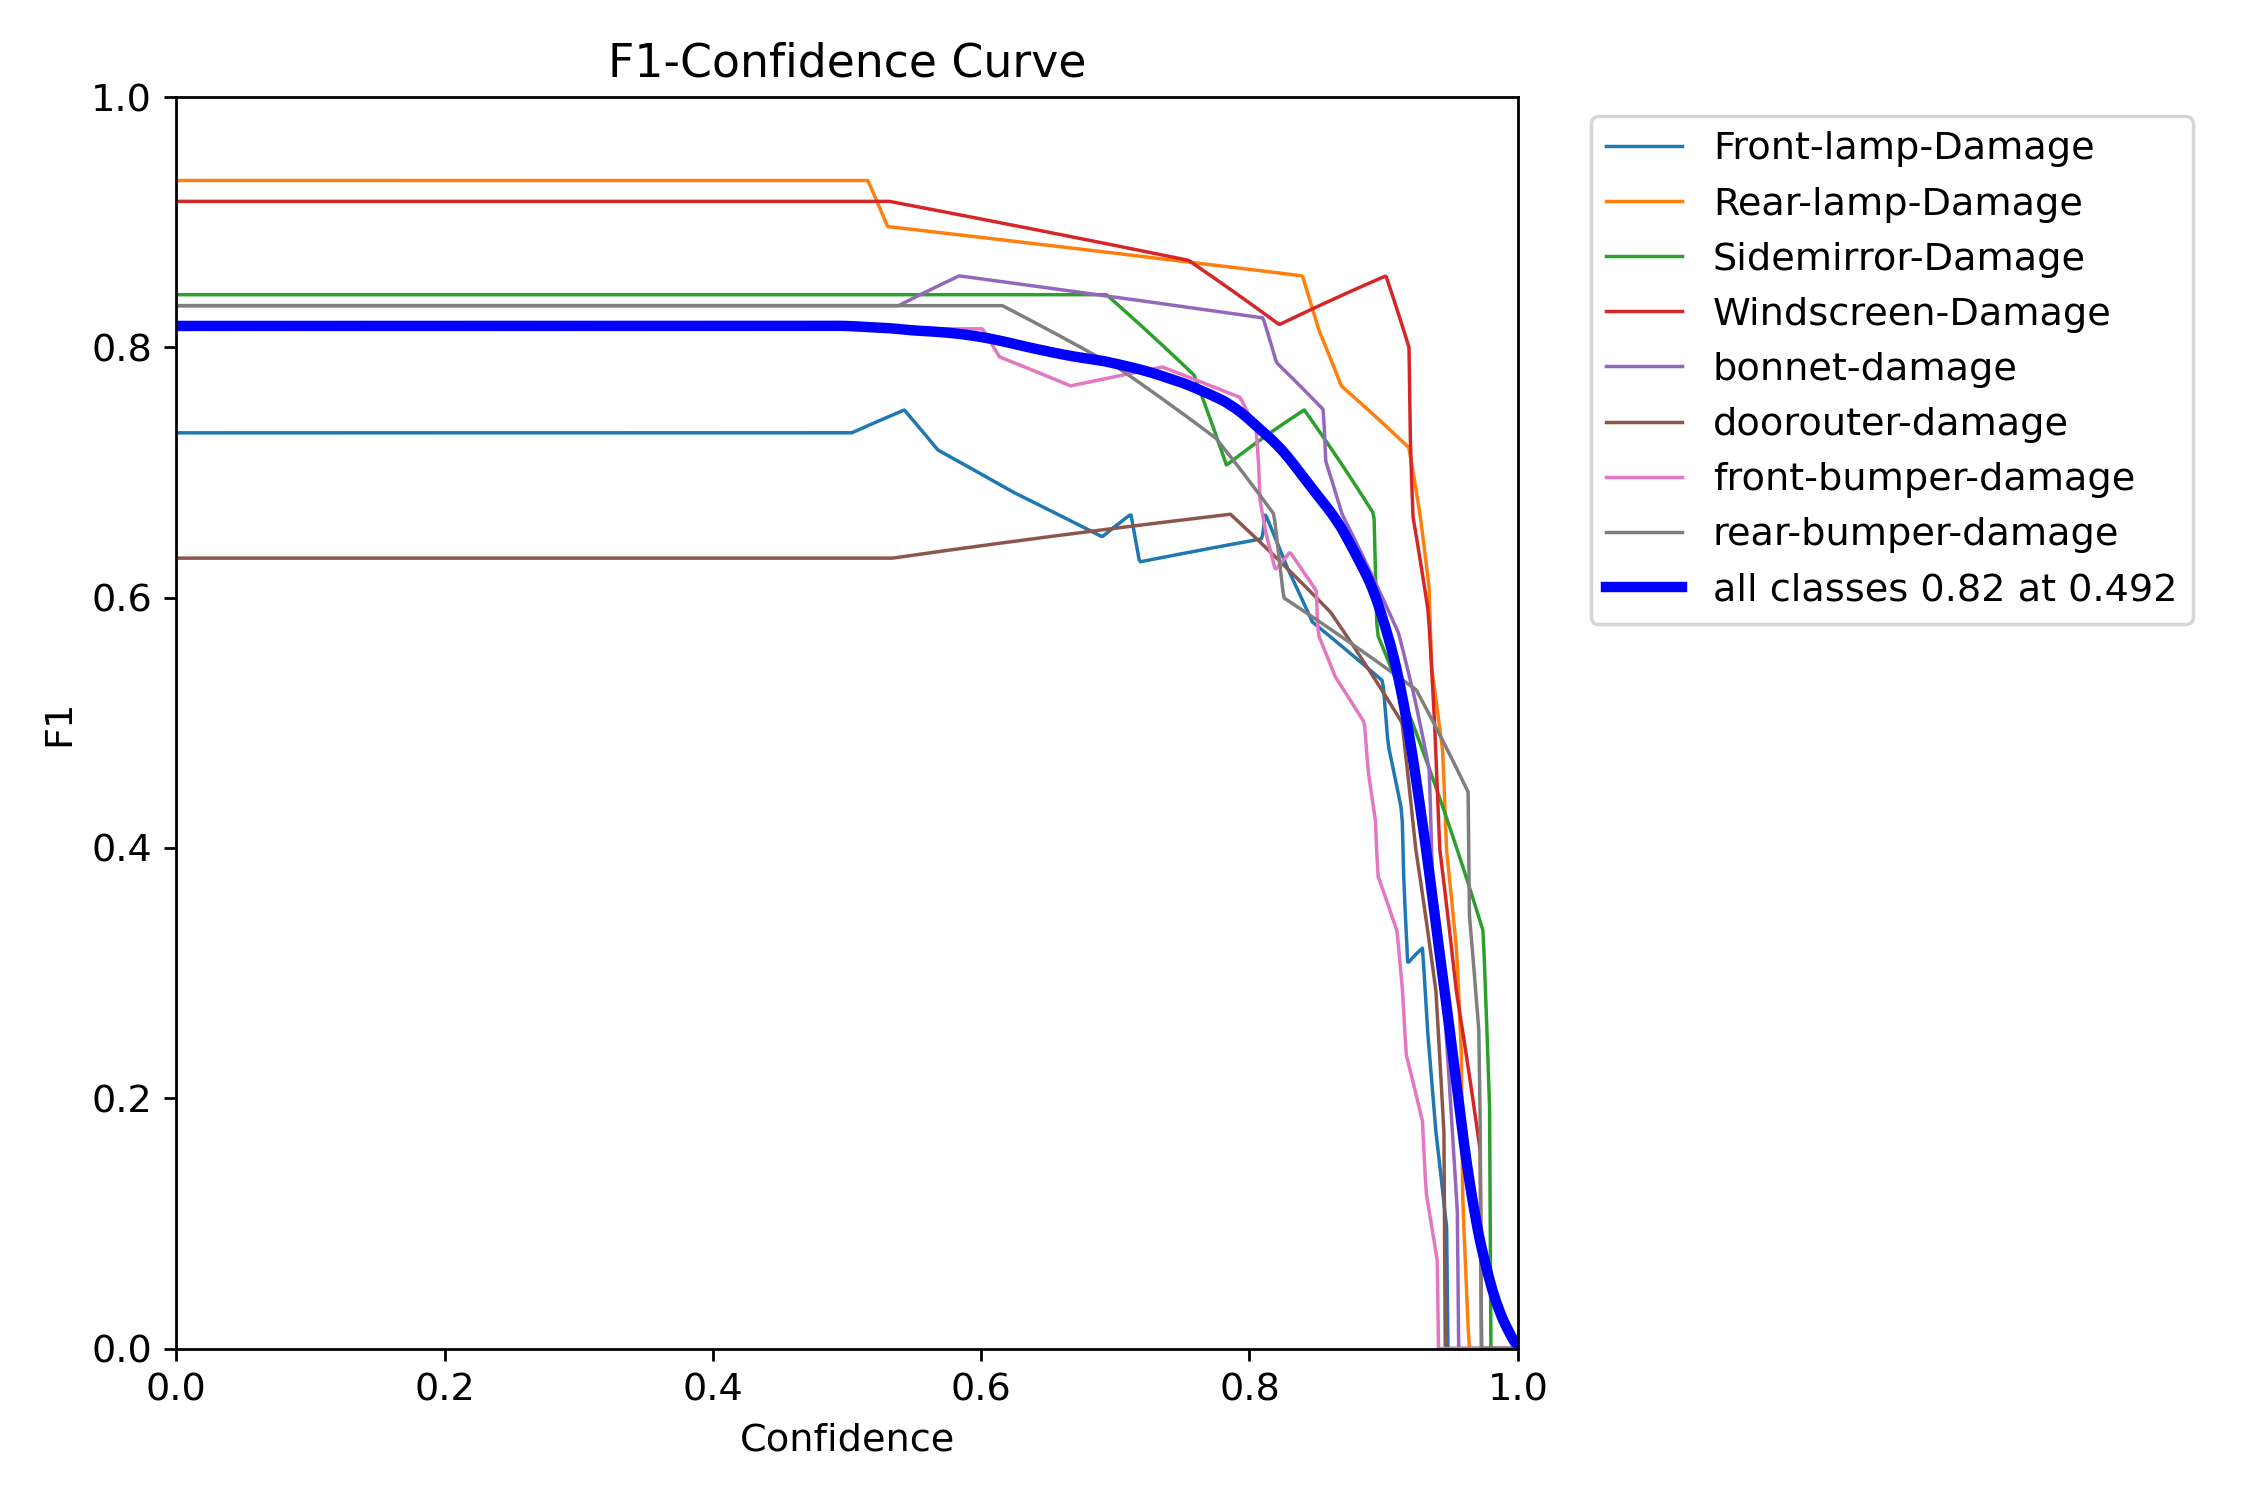 F1-Confidence Curve
1.0
0.8
0.6
0.4
0.2
0.0
F1
0.0 0.2 0.4 0.6 0.8 1.0
Confidence
Front-lamp-Damage
Rear-lamp-Damage
Sidemirror-Damage
Windscreen-Damage
bonnet-damage
doorouter-damage
front-bumper-damage
rear-bumper-damage
all classes 0.82 at 0.492